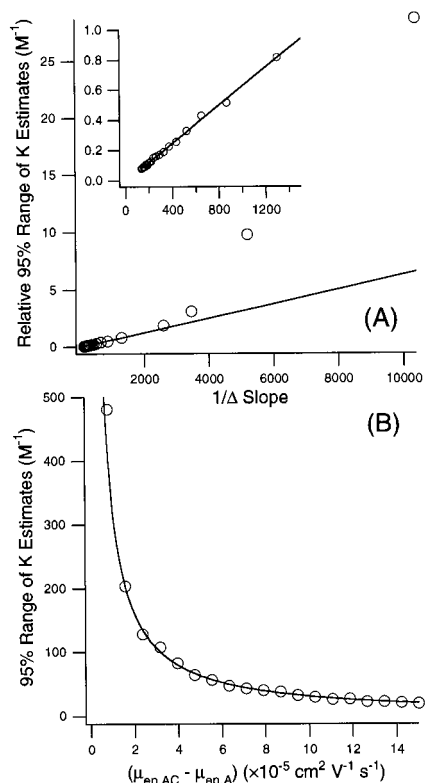 Relative 95% Range of K Estimates (M⁻¹)
25
20
15
10
5
0
1.0
0.8
0.6
0.4
0.2
0.0
0 400 800 1200
(A)
2000 4000 6000 8000 10000
1/Δ Slope
95% Range of K Estimates (M⁻¹)
500
400
300
200
100
0
(B)
0 2 4 6 8 10 12 14
(μep,AC - μep,A) (×10⁻⁵ cm² V⁻¹ s⁻¹)